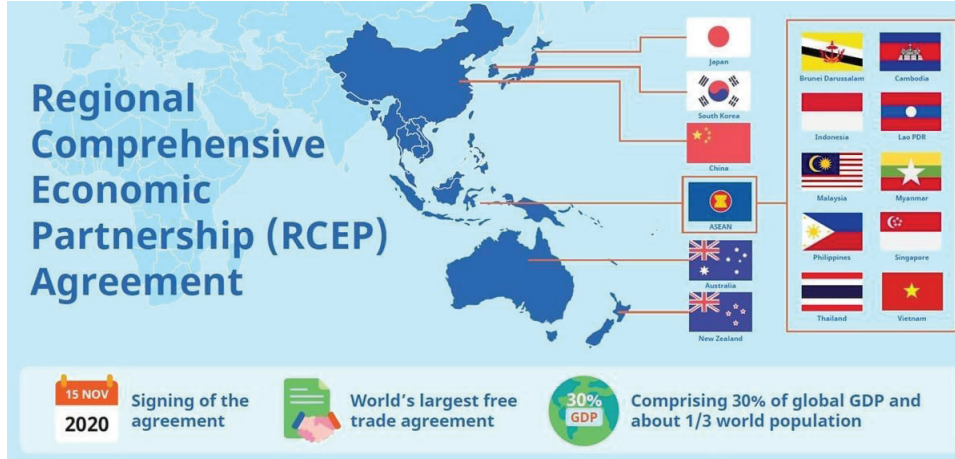 Regional
Comprehensive
Economic
Partnership (RCEP)
Agreement
Japan
South Korea
China
ASEAN
Australia
New Zealand
Brunei Darussalam
Cambodia
Indonesia
Lao PDR
Malaysia
Myanmar
Philippines
Singapore
Thailand
Vietnam
15 NOV
2020
Signing of the
agreement
World's largest free
trade agreement
30%
GDP
Comprising 30% of global GDP and
about 1/3 world population